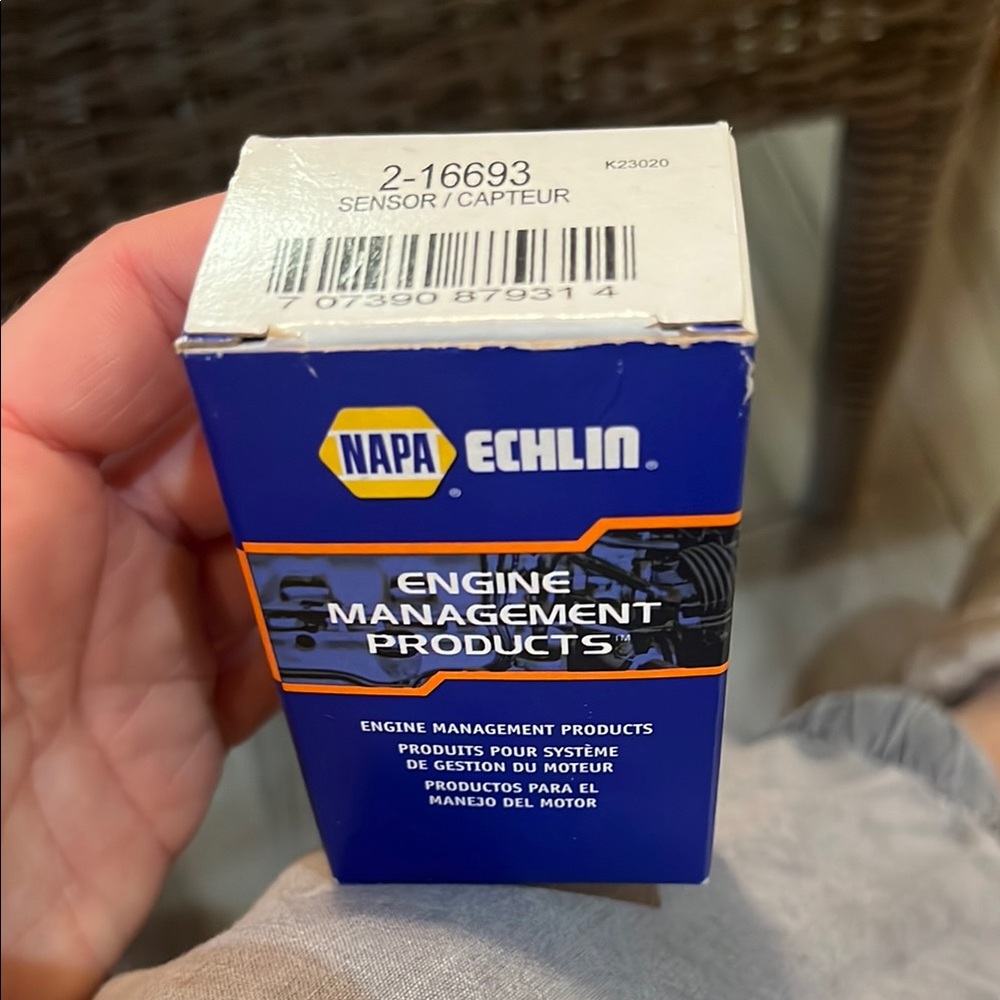 2-16693
K23020
SENSOR / CAPTEUR
7 07390 87931 4
NAPA ECHLIN®
®
ENGINE
MANAGEMENT
PRODUCTS™
ENGINE MANAGEMENT PRODUCTS
PRODUITS POUR SYSTÈME
DE GESTION DU MOTEUR
PRODUCTOS PARA EL
MANEJO DEL MOTOR